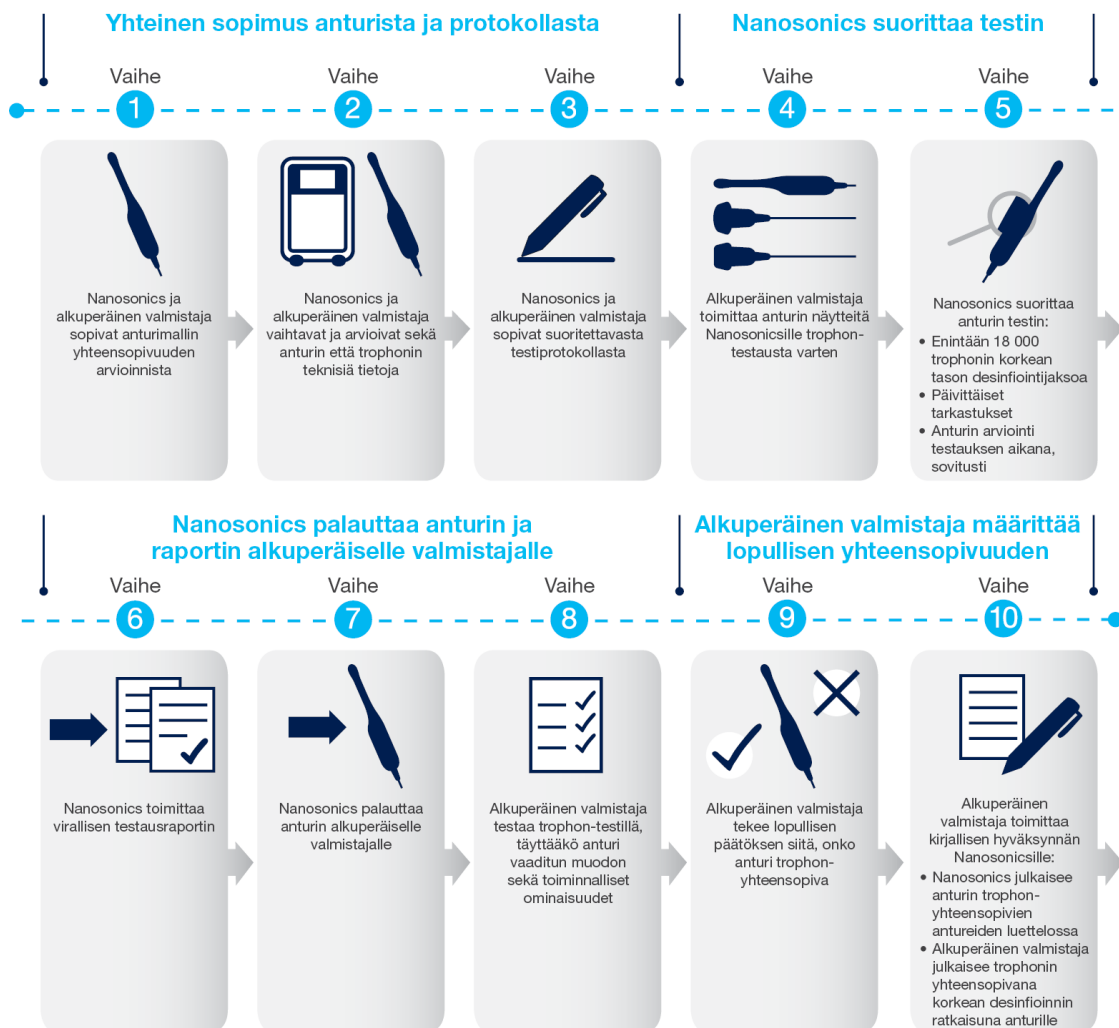 Yhteinen sopimus anturista ja protokollasta
Nanosonics suorittaa testin
Vaihe
1
Vaihe
2
Vaihe
3
Vaihe
4
Vaihe
5
Nanosonics ja
alkuperäinen valmistaja
sopivat anturimallin
yhteensopivuuden
arvioinnista
Nanosonics ja
alkuperäinen valmistaja
vaihtavat ja arvioivat sekä
anturin että trophonin
teknisiä tietoja
Nanosonics ja
alkuperäinen valmistaja
sopivat suoritettavasta
testiprotokollasta
Alkuperäinen valmistaja
toimittaa anturin näytteitä
Nanosonicsille trophon-
testausta varten
Nanosonics suorittaa
anturin testin:
• Enintään 18 000
trophonin korkean
tason desinfiointijaksoa
• Päivittäiset
tarkastukset
• Anturin arviointi
testauksen aikana,
sovitusti
Nanosonics palauttaa anturin ja
raportin alkuperäiselle valmistajalle
Alkuperäinen valmistaja määrittää
lopullisen yhteensopivuuden
Vaihe
6
Vaihe
7
Vaihe
8
Vaihe
9
Vaihe
10
Nanosonics toimittaa
virallisen testausraportin
Nanosonics palauttaa
anturin alkuperäiselle
valmistajalle
Alkuperäinen valmistaja
testaa trophon-testillä,
täyttääkö anturi
vaaditun muodon
sekä toiminnalliset
ominaisuudet
Alkuperäinen valmistaja
tekee lopullisen
päätöksen siitä, onko
anturi trophon-
yhteensopiva
Alkuperäinen
valmistaja toimittaa
kirjallisen hyväksynnän
Nanosonicsille:
• Nanosonics julkaisee
anturin trophon-
yhteensopivien
antureiden luettelossa
• Alkuperäinen valmistaja
julkaisee trophonin
yhteensopivana
korkean desinfioinnin
ratkaisuna anturille